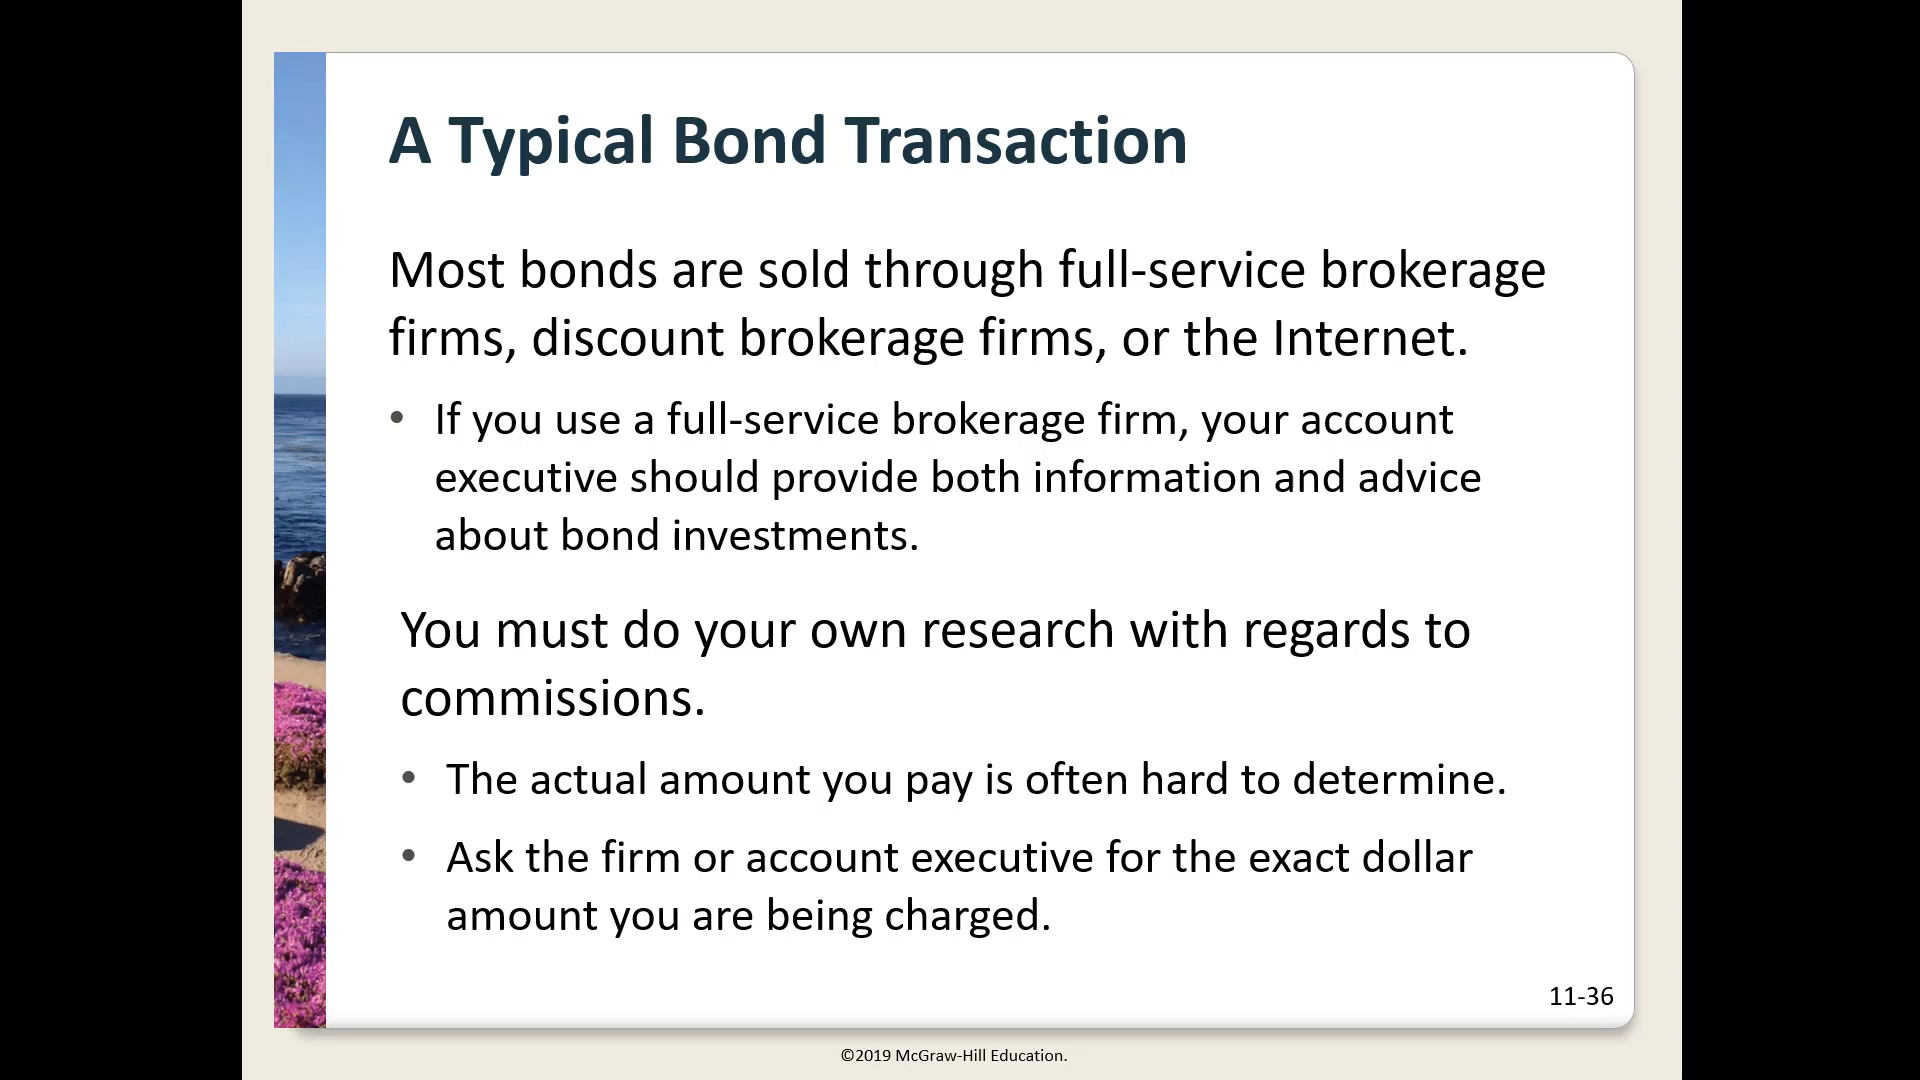 A Typical Bond Transaction
Most bonds are sold through full-service brokerage
firms, discount brokerage firms, or the Internet.
• If you use a full-service brokerage firm, your account
executive should provide both information and advice
about bond investments.
You must do your own research with regards to
commissions.
• The actual amount you pay is often hard to determine.
• Ask the firm or account executive for the exact dollar
amount you are being charged.
11-36
©2019 McGraw-Hill Education.